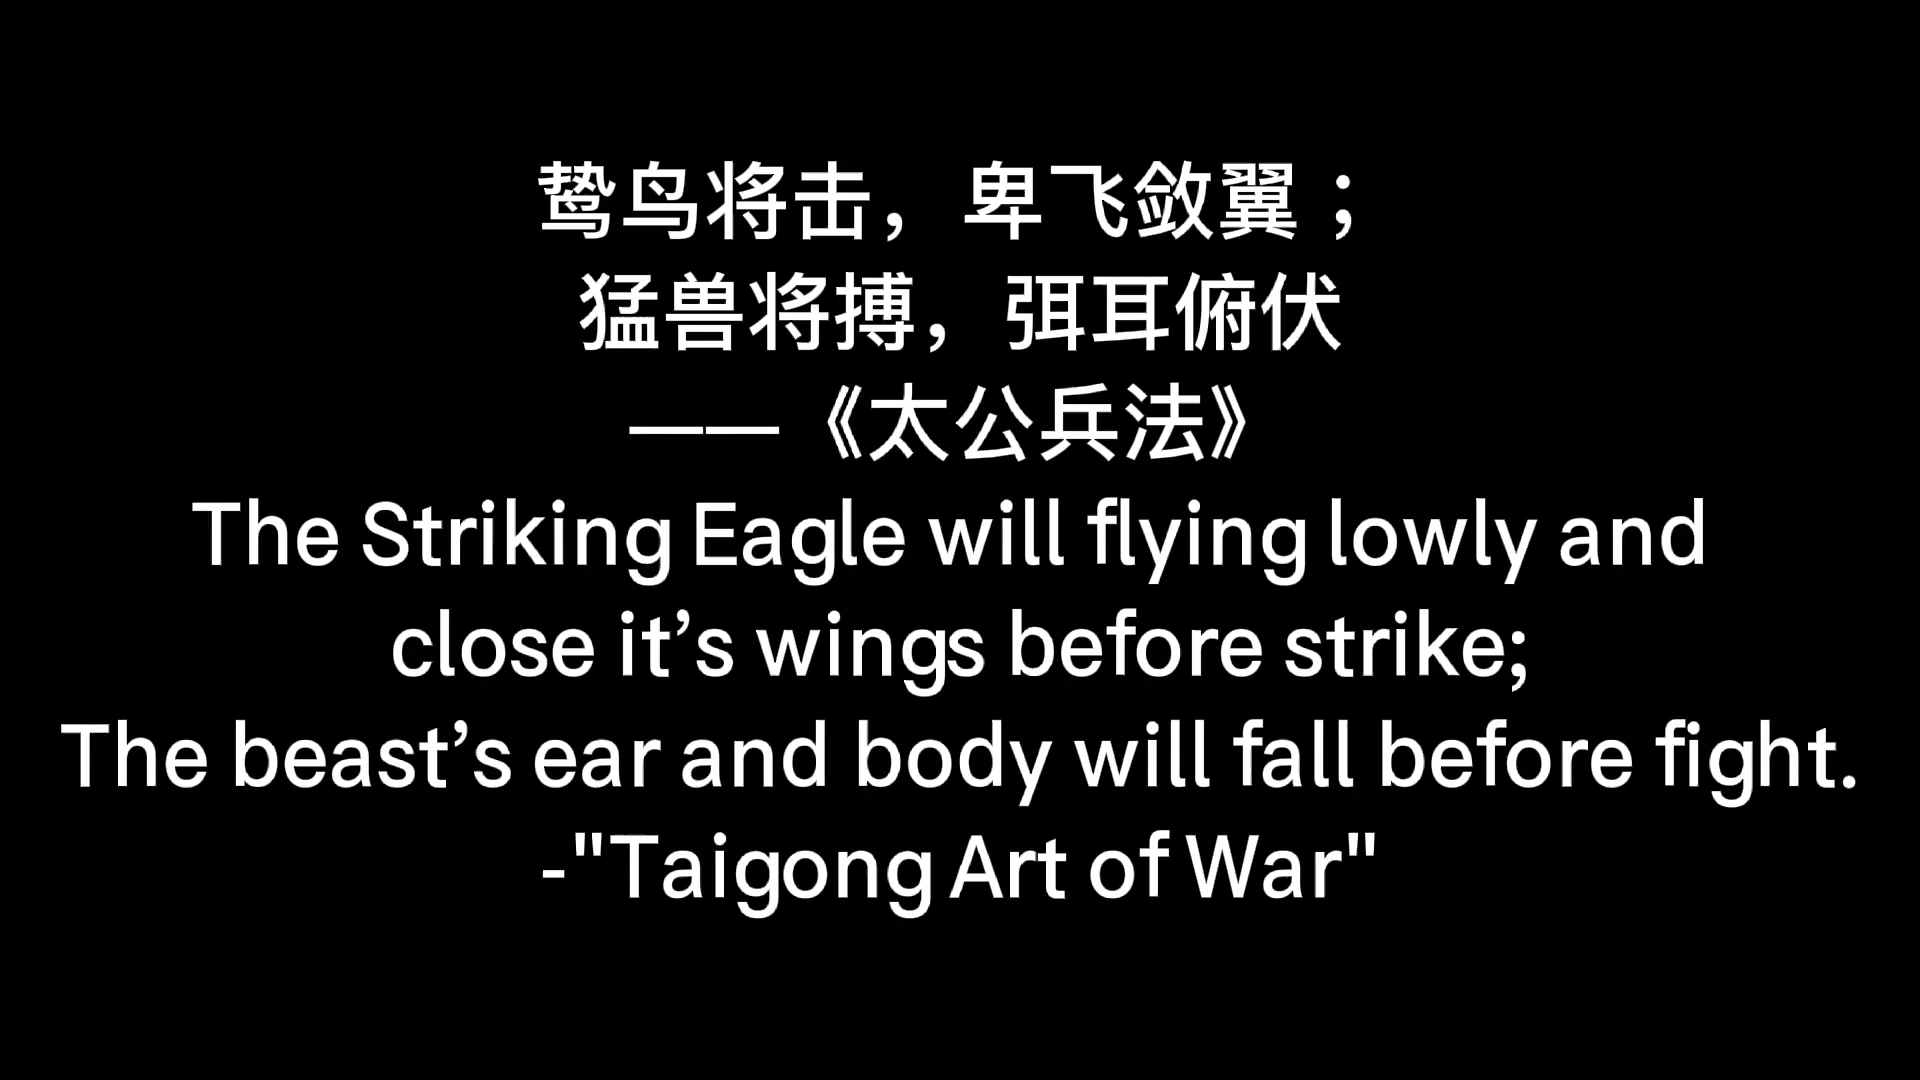 鸷鸟将击，卑飞敛翼；
猛兽将搏，弭耳俯伏
——《太公兵法》
The Striking Eagle will flying lowly and
close it’s wings before strike;
The beast’s ear and body will fall before fight.
-"Taigong Art of War"